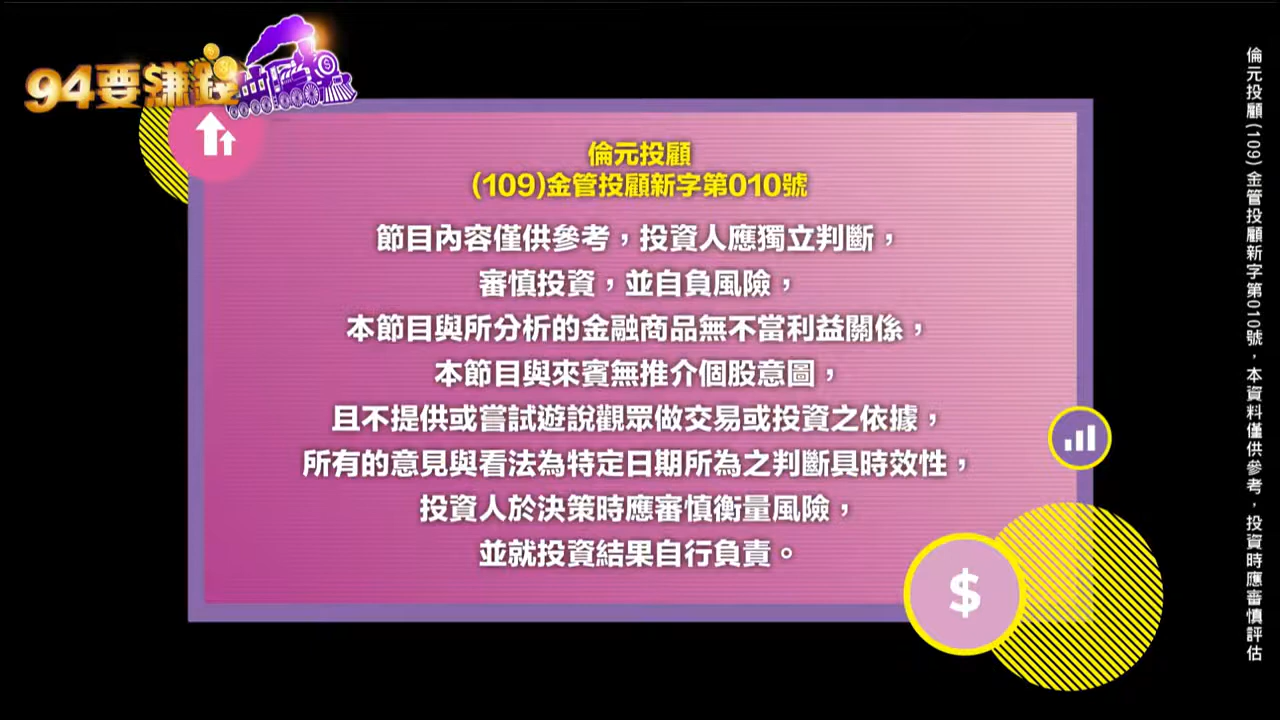 94要賺錢
倫元投顧
(109)金管投顧新字第010號
節目內容僅供參考，投資人應獨立判斷，
審慎投資，並自負風險，
本節目與所分析的金融商品無不當利益關係，
本節目與來賓無推介個股意圖，
且不提供或嘗試遊說觀眾做交易或投資之依據，
所有的意見與看法為特定日期所為之判斷具時效性，
投資人於決策時應審慎衡量風險，
並就投資結果自行負責。
$
倫元投顧(109)金管投顧新字第010號，本資料僅供參考，投資時應審慎評估